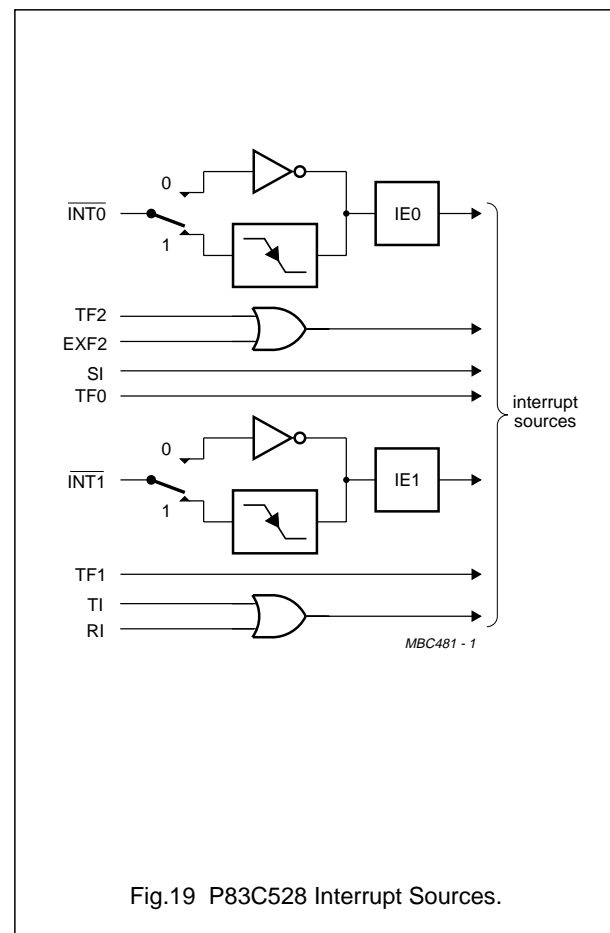 0
INT0
1
IE0
TF2
EXF2
SI
TF0
interrupt
sources
0
INT1
1
IE1
TF1
TI
RI
MBC481 - 1
Fig.19 P83C528 Interrupt Sources.